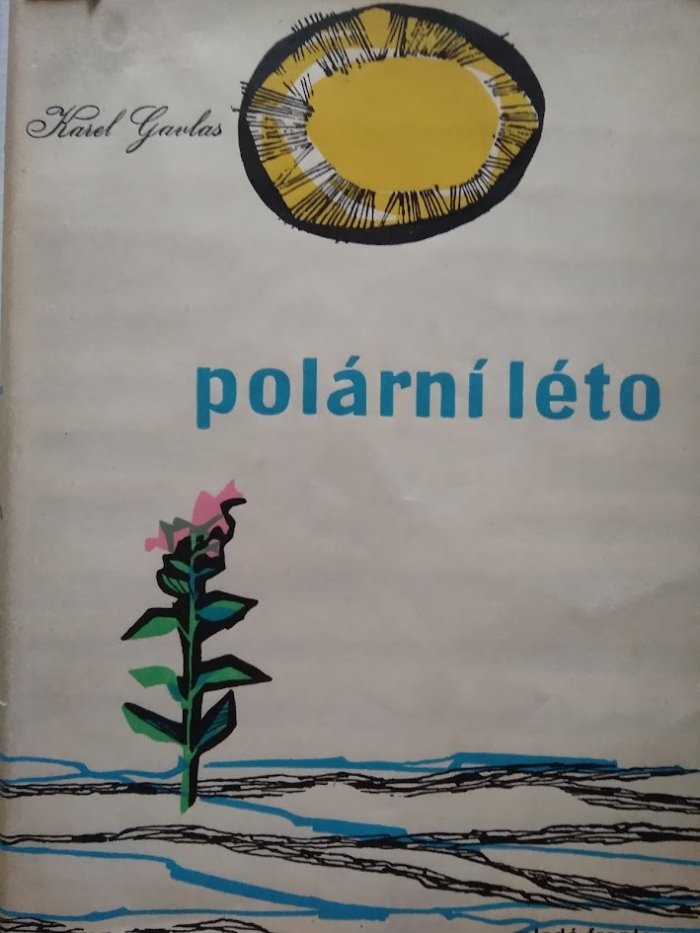 Karel Gavlas
polární léto